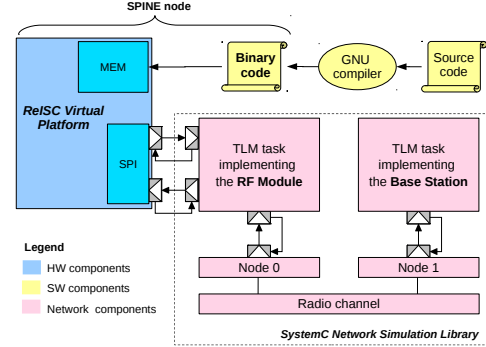 SPINE node
MEM
Binary
code
GNU
compiler
Source
code
ReISC Virtual
Platform
SPI
TLM task
implementing
the RF Module
TLM task
implementing
the Base Station
Node 0
Node 1
Radio channel
Legend
HW components
SW components
Network components
SystemC Network Simulation Library